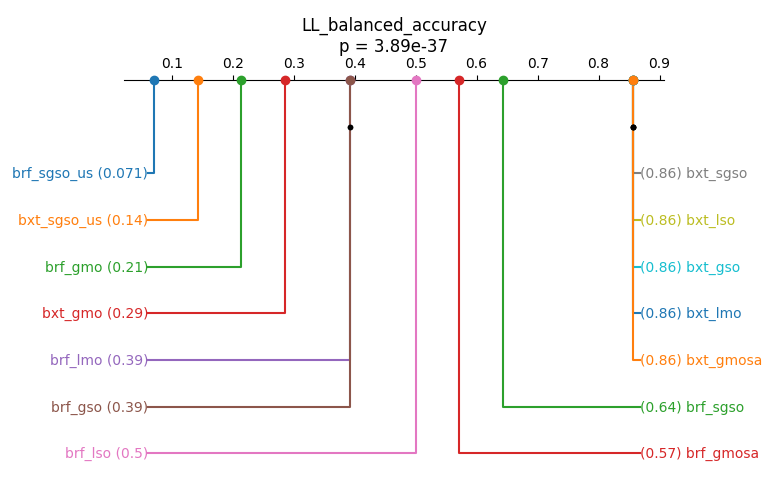 LL_balanced_accuracy
p = 3.89e-37
0.1 0.2 0.3 0.4 0.5 0.6 0.7 0.8 0.9
brf_sgso_us (0.071) (0.86) bxt_sgso
bxt_sgso_us (0.14) (0.86) bxt_lso
brf_gmo (0.21) (0.86) bxt_gso
bxt_gmo (0.29) (0.86) bxt_lmo
brf_lmo (0.39) (0.86) bxt_gmosa
brf_gso (0.39) (0.64) brf_sgso
brf_lso (0.5) (0.57) brf_gmosa